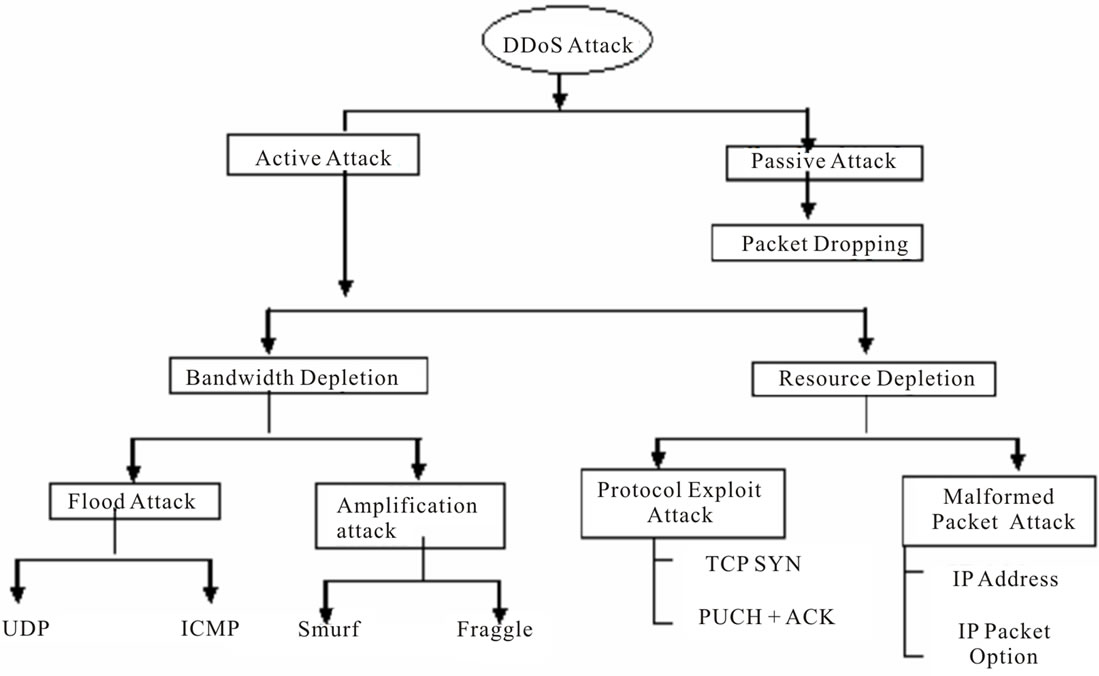 DDoS Attack
Active Attack
Passive Attack
Packet Dropping
Bandwidth Depletion
Resource Depletion
Flood Attack
Amplification
attack
Protocol Exploit
Attack
Malformed
Packet Attack
UDP
ICMP
Smurf
Fraggle
TCP SYN
PUCH + ACK
IP Address
IP Packet
Option